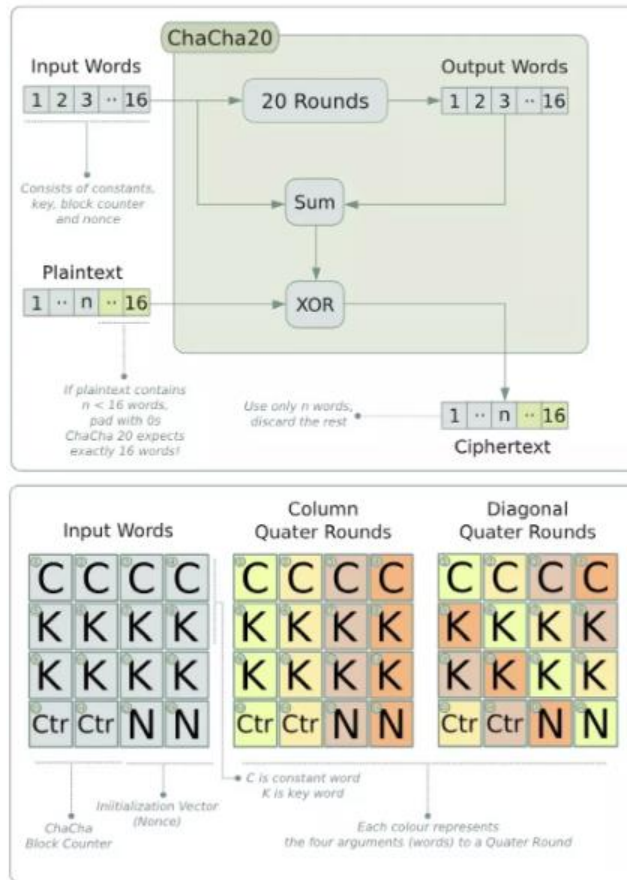 ChaCha20
Input Words
1 2 3 ·· 16
20 Rounds
Output Words
1 2 3 ·· 16
Consists of constants,
key, block counter
and nonce
Sum
Plaintext
1 ·· n ·· 16
XOR
If plaintext contains
n < 16 words,
pad with 0s
ChaCha 20 expects
exactly 16 words!
Use only n words,
discard the rest
1 ·· n ·· 16
Ciphertext
Input Words
C C C C
K K K K
K K K K
Ctr Ctr N N
Column
Quater Rounds
C C C C
K K K K
K K K K
Ctr Ctr N N
Diagonal
Quater Rounds
C C C C
K K K K
K K K K
Ctr Ctr N N
ChaCha
Block Counter
Iniitialization Vector
(Nonce)
C is constant word
K is key word
Each colour represents
the four arguments (words) to a Quater Round